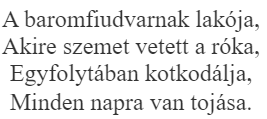 A baromfiudvarnak lakója,
Akire szemet vetett a róka,
Egyfolytában kotkodálja,
Minden napra van tojása.